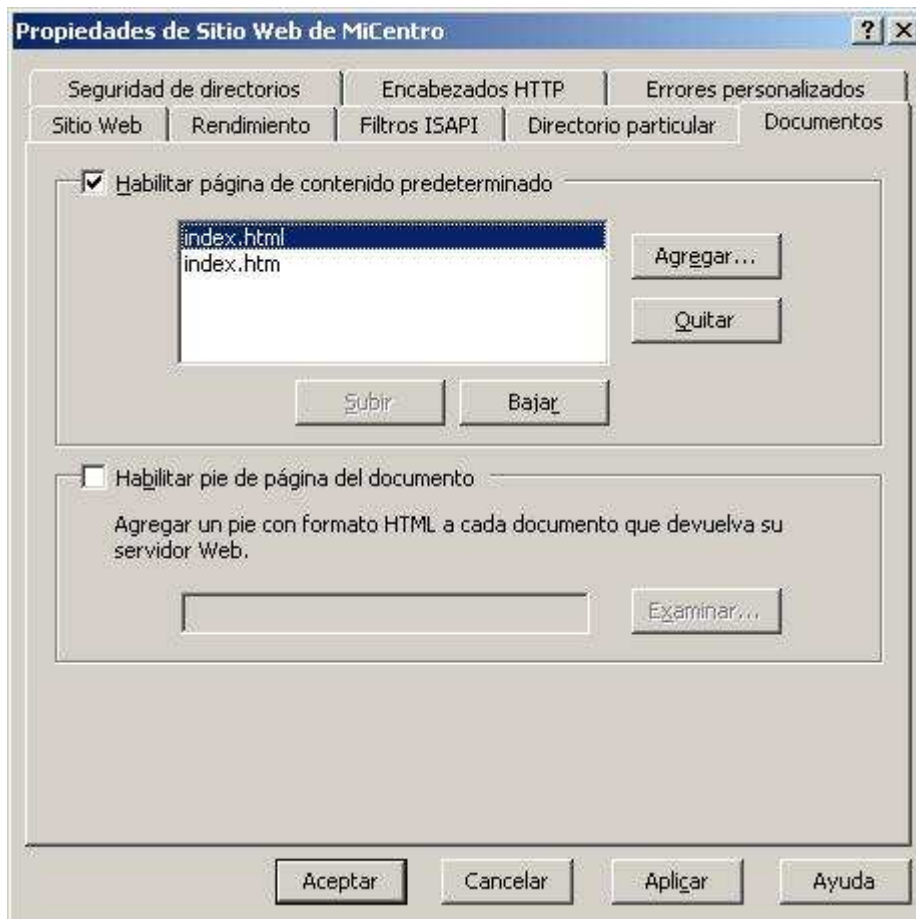 Propiedades de Sitio Web de MiCentro
Seguridad de directorios Encabezados HTTP Errores personalizados
Sitio Web Rendimiento Filtros ISAPI Directorio particular Documentos
Habilitar página de contenido predeterminado
index.html
index.htm
Agregar...
Quitar
Subir Bajar
Habilitar pie de página del documento
Agregar un pie con formato HTML a cada documento que devuelva su
servidor Web.
Examinar...
Aceptar Cancelar Aplicar Ayuda